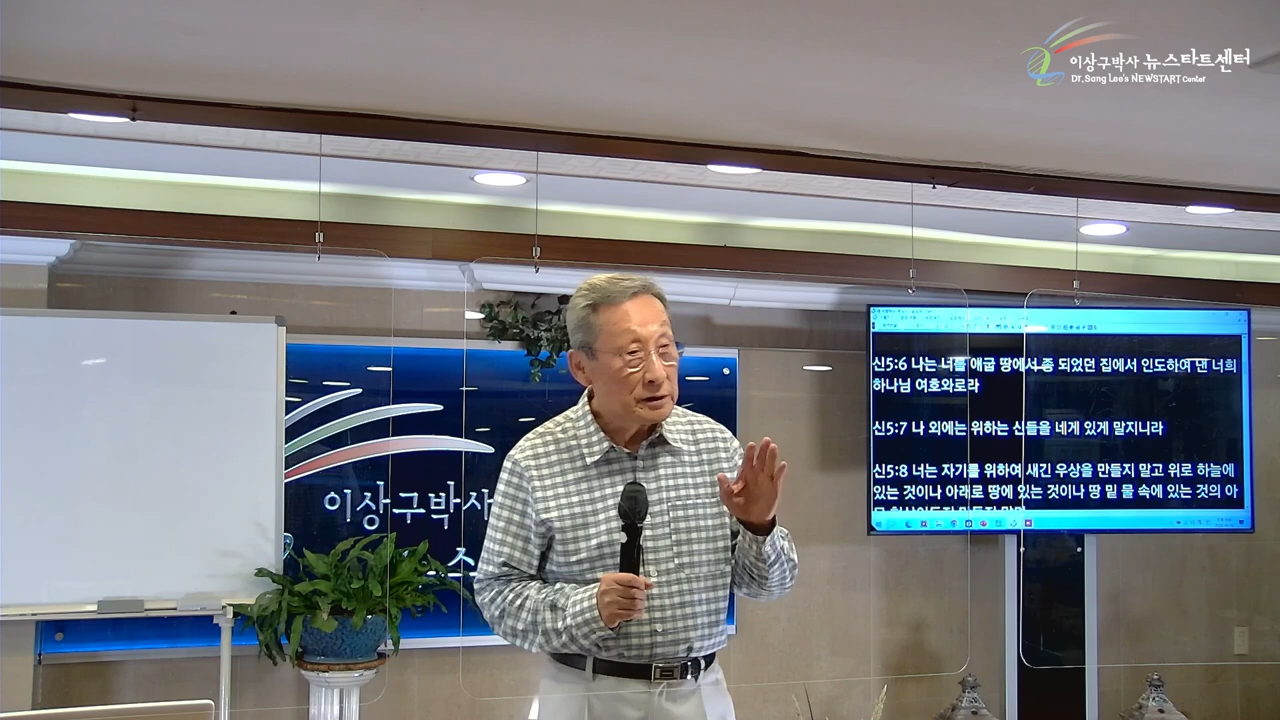 이상구박사 뉴스타트센터
Dr. Sang Lee's NEWSTART Center
신5:6 나는 너를 애굽 땅에서 종 되었던 집에서 인도하여 낸 너희
하나님 여호와로라
신5:7 나 외에는 위하는 신들을 네게 있게 말지니라
신5:8 너는 자기를 위하여 새긴 우상을 만들지 말고 위로 하늘에
있는 것이나 아래로 땅에 있는 것이나 땅 밑 물 속에 있는 것의 아
이상구박사
스